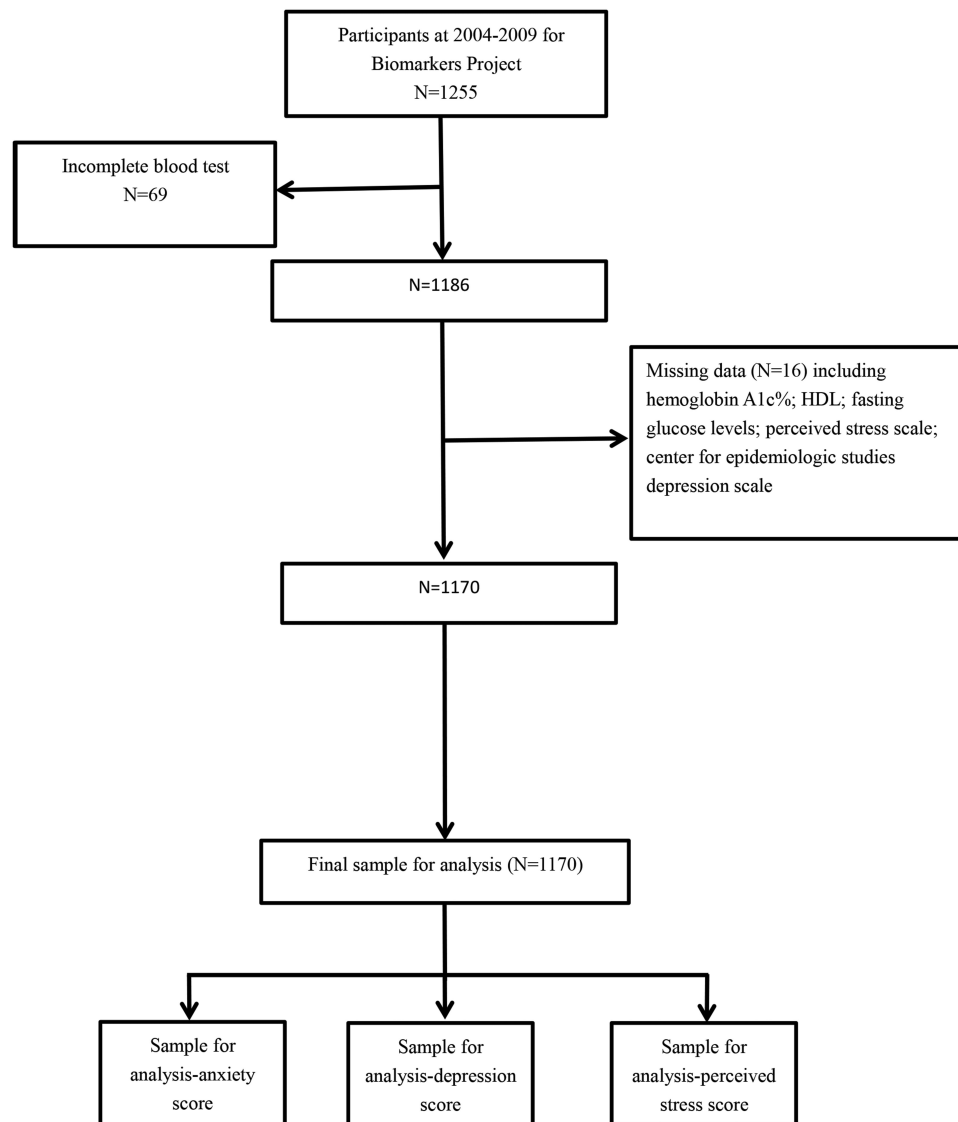 Participants at 2004-2009 for
Biomarkers Project
N=1255
Incomplete blood test
N=69
N=1186
Missing data (N=16) including
hemoglobin A1c%; HDL; fasting
glucose levels; perceived stress scale;
center for epidemiologic studies
depression scale
N=1170
Final sample for analysis (N=1170)
Sample for
analysis-anxiety
score
Sample for
analysis-depression
score
Sample for
analysis-perceived
stress score